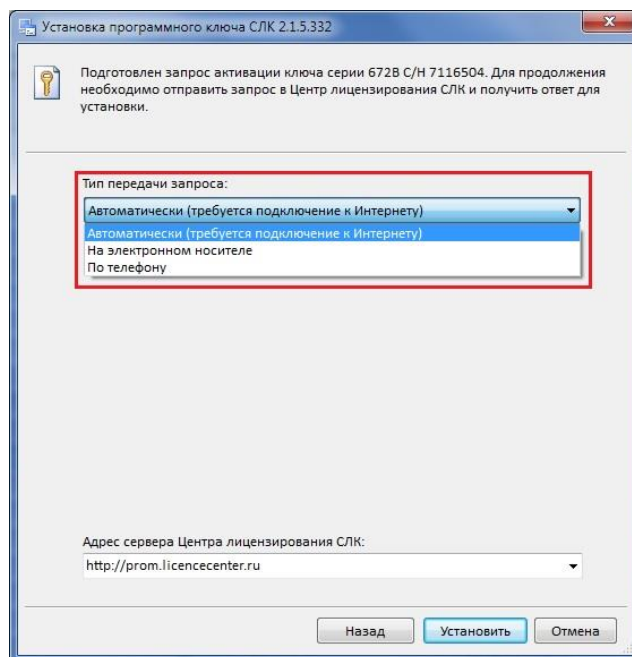 Установка программного ключа СЛК 2.1.5.332
Подготовлен запрос активации ключа серии 672B С/Н 7116504. Для продолжения
необходимо отправить запрос в Центр лицензирования СЛК и получить ответ для
установки.
Тип передачи запроса:
Автоматически (требуется подключение к Интернету)
Автоматически (требуется подключение к Интернету)
На электронном носителе
По телефону
Адрес сервера Центра лицензирования СЛК:
http://prom.licencecenter.ru
Назад Установить Отмена